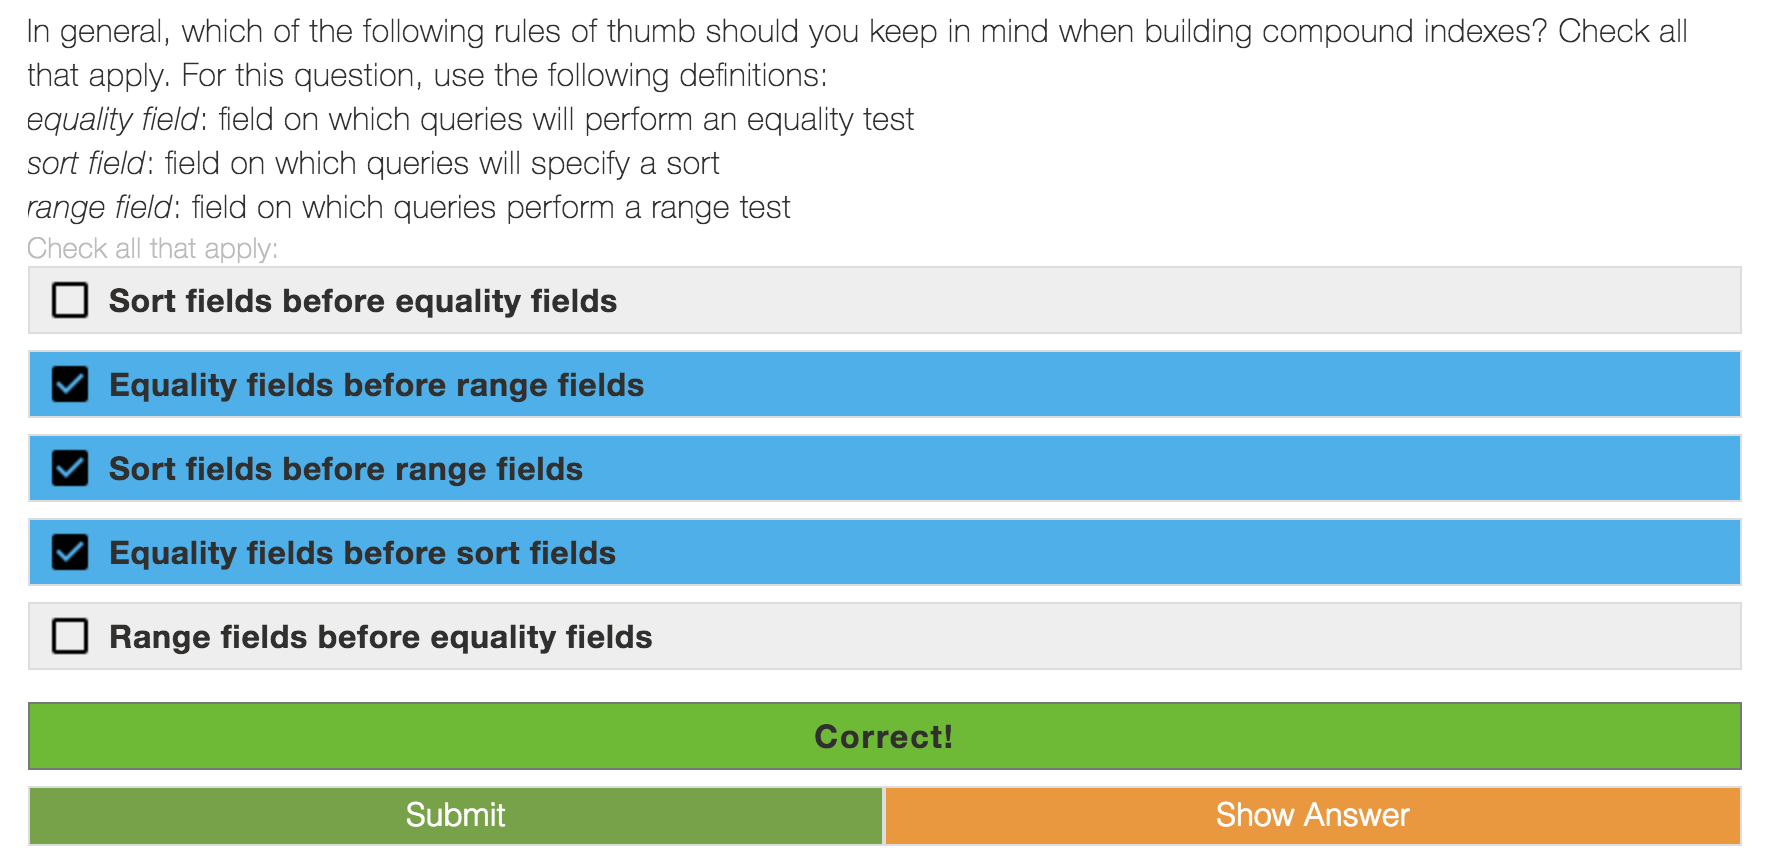 In general, which of the following rules of thumb should you keep in mind when building compound indexes? Check all
that apply. For this question, use the following definitions:
equality field: field on which queries will perform an equality test
sort field: field on which queries will specify a sort
range field: field on which queries perform a range test
Check all that apply:
Sort fields before equality fields
Equality fields before range fields
Sort fields before range fields
Equality fields before sort fields
Range fields before equality fields
Correct!
Submit
Show Answer